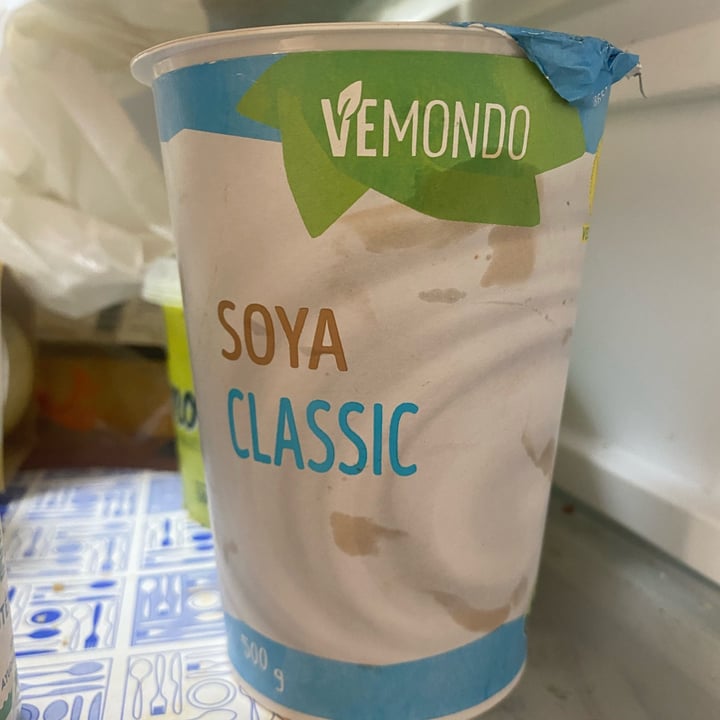 VEMONDO
SOYA
CLASSIC
500 g